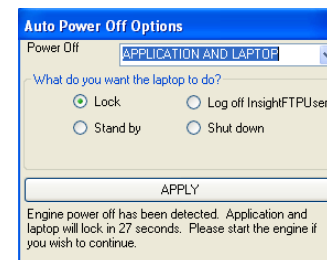 Auto Power Off Options
Power Off APPLICATION AND LAPTOP
What do you want the laptop to do?
Lock Log off InsightFTPUser
Stand by Shut down
APPLY
Engine power off has been detected. Application and
laptop will lock in 27 seconds. Please start the engine if
you wish to continue.